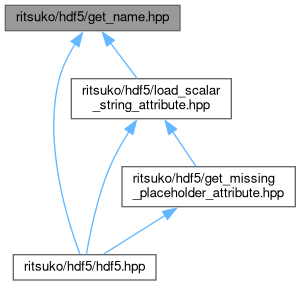 ritsuko/hdf5/get_name.hpp
ritsuko/hdf5/load_scalar
_string_attribute.hpp
ritsuko/hdf5/get_missing
_placeholder_attribute.hpp
ritsuko/hdf5/hdf5.hpp